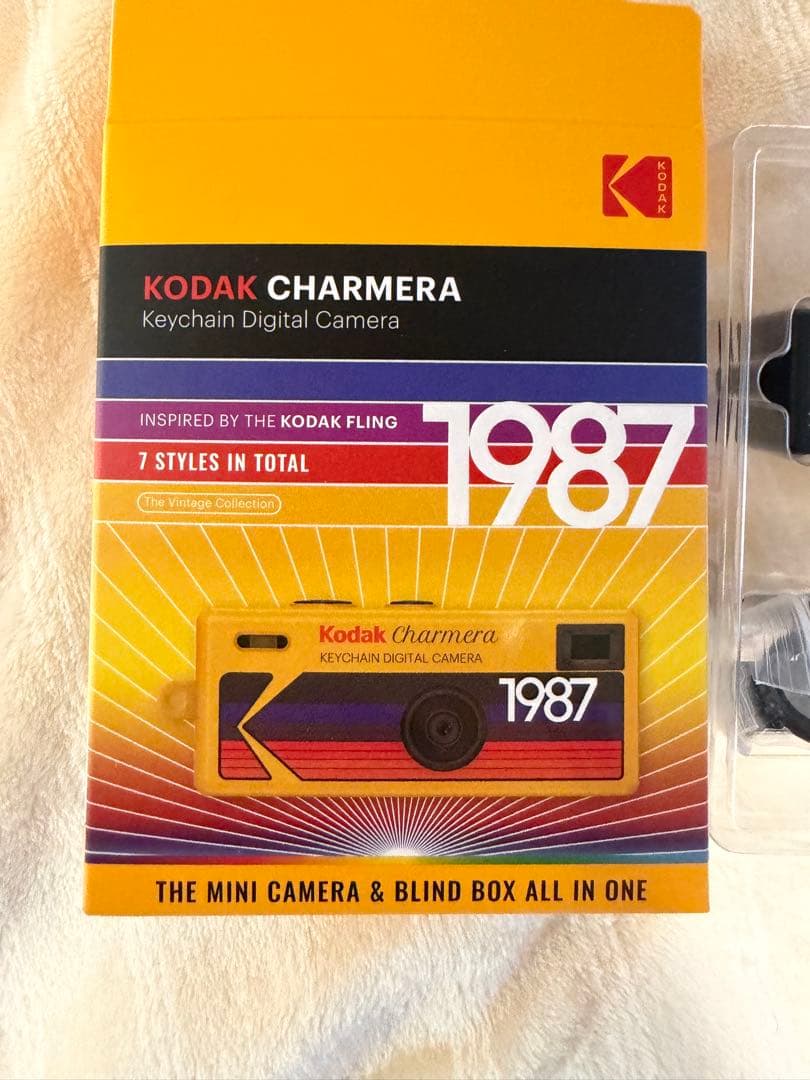 KODAK
KODAK CHARMERA
Keychain Digital Camera
INSPIRED BY THE KODAK FLING
1987
7 STYLES IN TOTAL
The Vintage Collection
Kodak Charmera
KEYCHAIN DIGITAL CAMERA
1987
THE MINI CAMERA & BLIND BOX ALL IN ONE